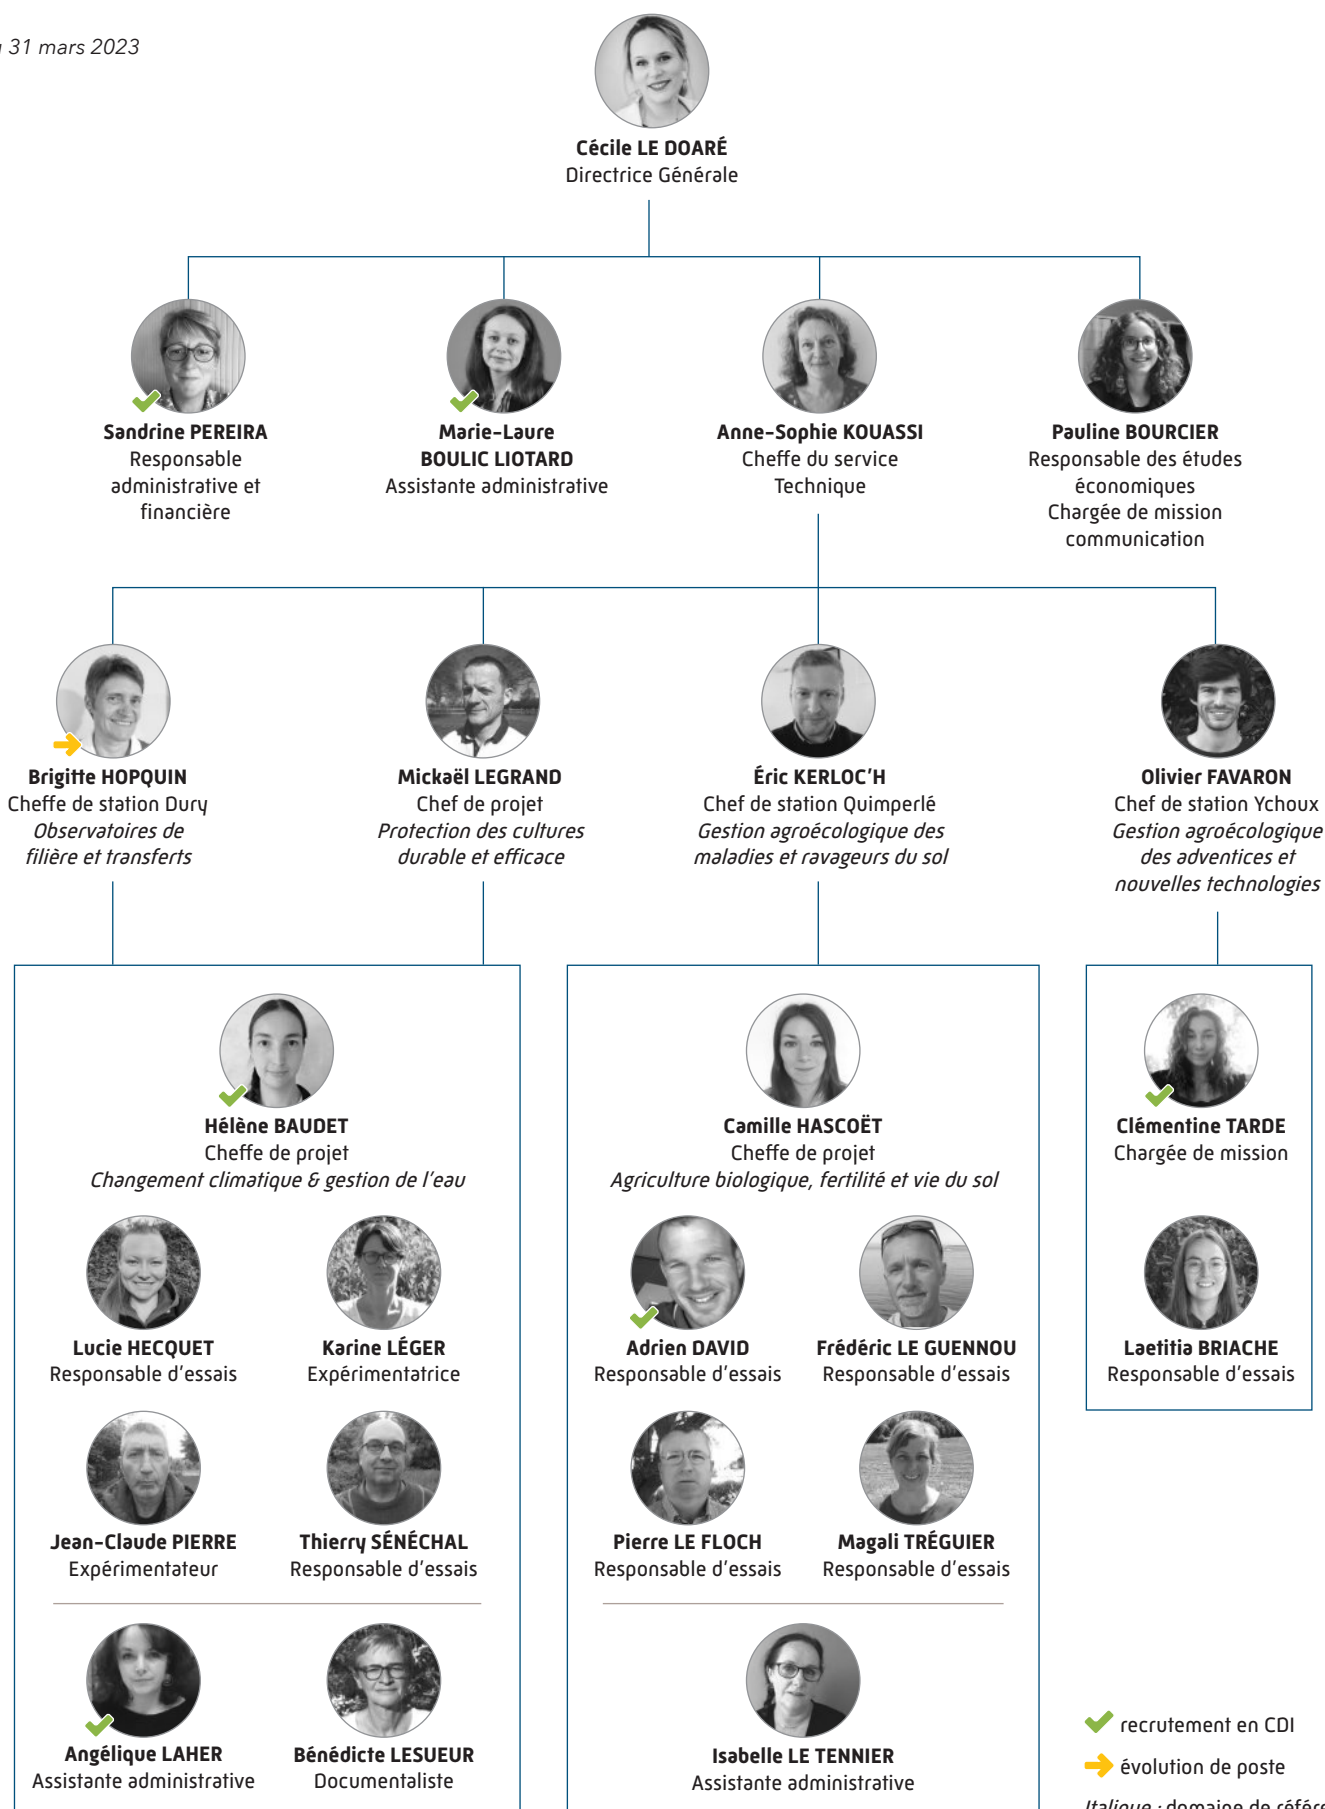 31 mars 2023
Cécile LE DOARÉ
Directrice Générale
Sandrine PEREIRA
Responsable
administrative et
financière
Marie-Laure
BOULIC LIOTARD
Assistante administrative
Anne-Sophie KOUASSI
Cheffe du service
Technique
Pauline BOURCIER
Responsable des études
économiques
Chargée de mission
communication
Brigitte HOPQUIN
Cheffe de station Dury
Observatoires de
filière et transferts
Mickaël LEGRAND
Chef de projet
Protection des cultures
durable et efficace
Éric KERLOC'H
Chef de station Quimperlé
Gestion agroécologique des
maladies et ravageurs du sol
Olivier FAVARON
Chef de station Ychoux
Gestion agroécologique
des adventices et
nouvelles technologies
Hélène BAUDET
Cheffe de projet
Changement climatique & gestion de l'eau
Lucie HECQUET
Responsable d'essais
Karine LÉGER
Expérimentatrice
Jean-Claude PIERRE
Expérimentateur
Thierry SÉNÉCHAL
Responsable d'essais
Angélique LAHER
Assistante administrative
Bénédicte LESUEUR
Documentaliste
Camille HASCOËT
Cheffe de projet
Agriculture biologique, fertilité et vie du sol
Adrien DAVID
Responsable d'essais
Frédéric LE GUENNOU
Responsable d'essais
Pierre LE FLOCH
Responsable d'essais
Magali TRÉGUIER
Responsable d'essais
Isabelle LE TENNIER
Assistante administrative
Clémentine TARDE
Chargée de mission
Laetitia BRIACHE
Responsable d'essais
recrutement en CDI
évolution de poste
Italique : domaine de